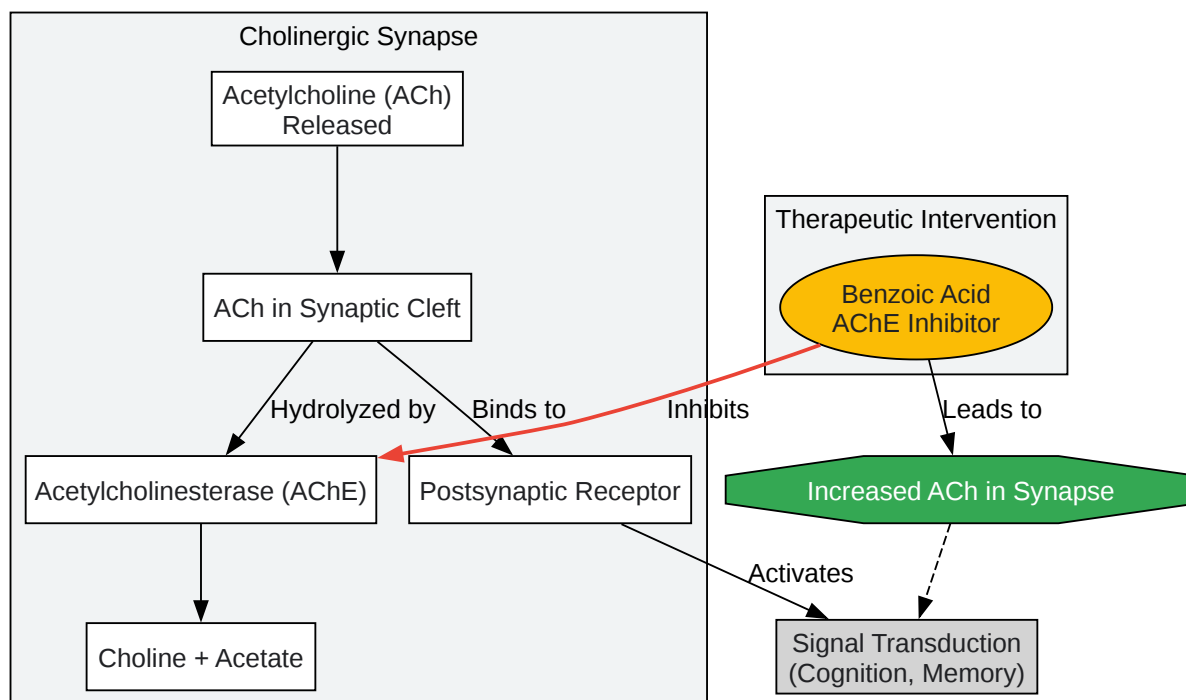 Cholinergic Synapse
Acetylcholine (ACh)
Released
Therapeutic Intervention
ACh in Synaptic Cleft
Benzoic Acid
AChE Inhibitor
Hydrolyzed by
Binds to
Inhibits
Leads to
Acetylcholinesterase (AChE)
Postsynaptic Receptor
Increased ACh in Synapse
Activates
Choline + Acetate
Signal Transduction
(Cognition, Memory)